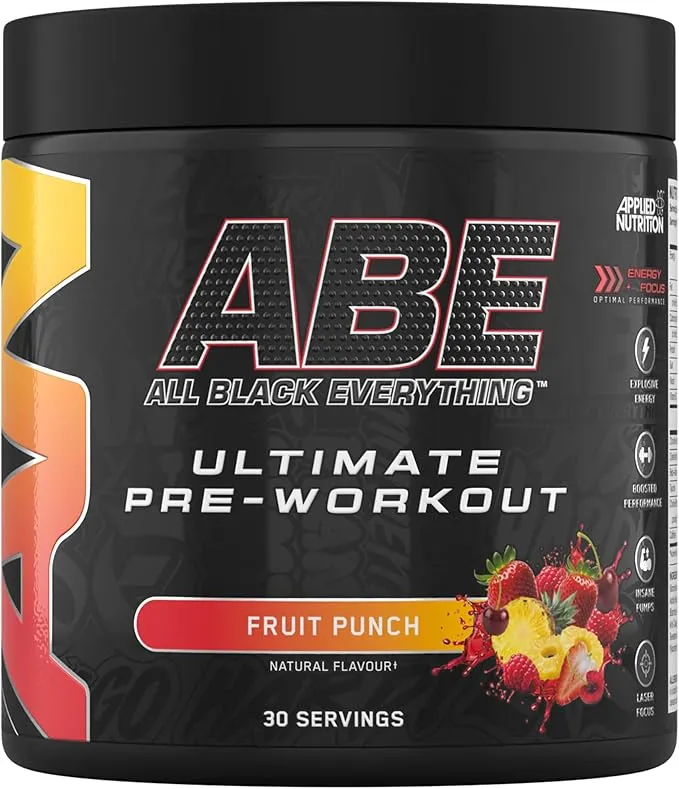 ABE
ALL BLACK EVERYTHING™
ULTIMATE
PRE-WORKOUT
FRUIT PUNCH
NATURAL FLAVOUR†
30 SERVINGS
APPLIED
NUTRITION
ENERGY
+ FOCUS
OPTIMAL PERFORMANCE
EXPLOSIVE
ENERGY
BOOSTED
PERFORMANCE
INSANE
PUMPS
LASER
FOCUS